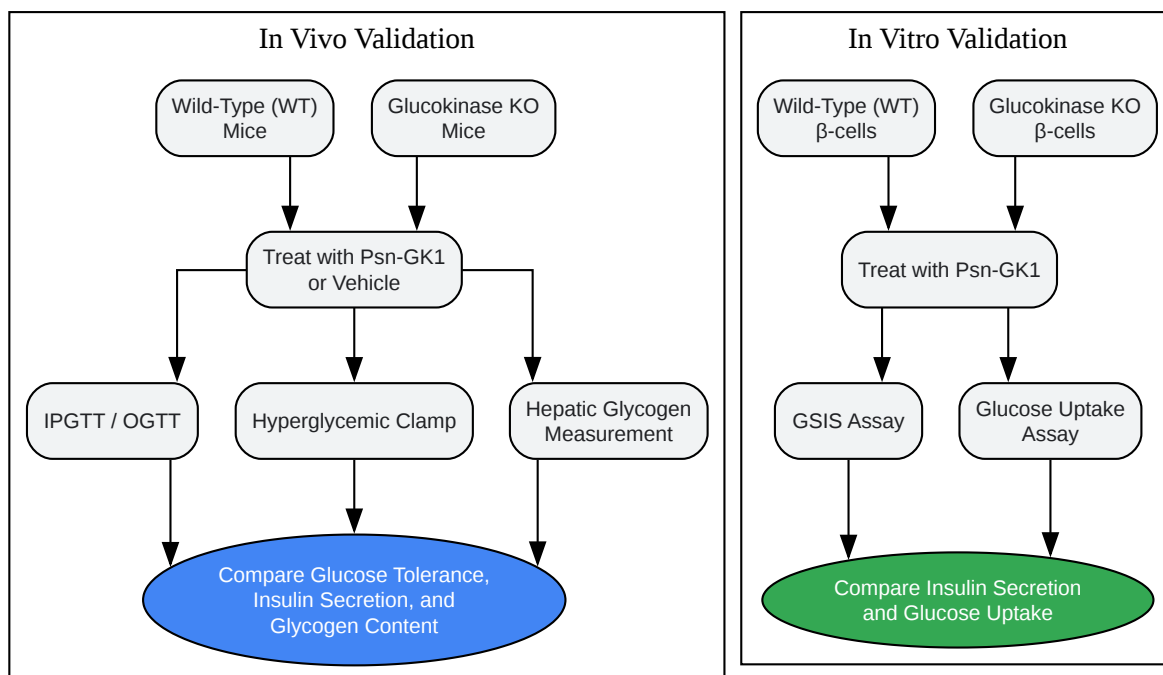 In Vivo Validation
Wild-Type (WT)
Mice
Glucokinase KO
Mice
Treat with Psn-GK1
or Vehicle
IPGTT / OGTT
Hyperglycemic Clamp
Hepatic Glycogen
Measurement
Compare Glucose Tolerance,
Insulin Secretion, and
Glycogen Content
In Vitro Validation
Wild-Type (WT)
β-cells
Glucokinase KO
β-cells
Treat with Psn-GK1
GSIS Assay
Glucose Uptake
Assay
Compare Insulin Secretion
and Glucose Uptake